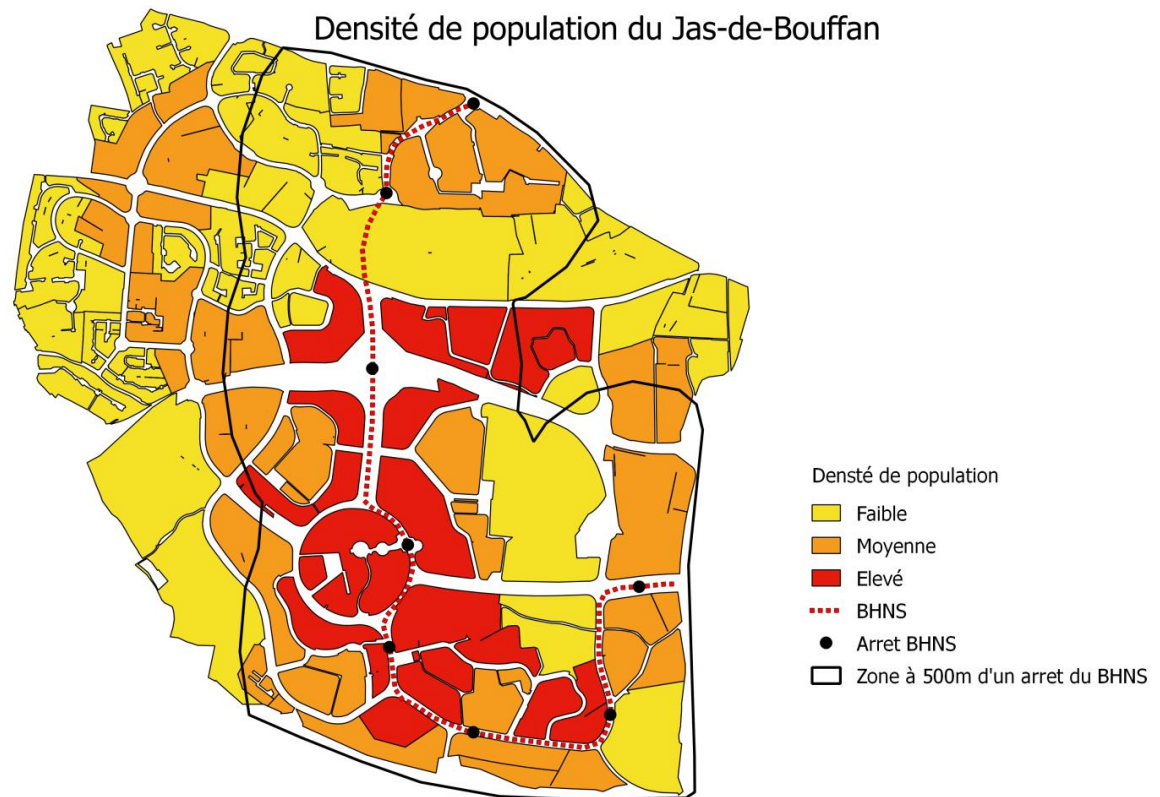 Densité de population du Jas-de-Bouffan
Densté de population
Faible
Moyenne
Elevé
BHNS
Arret BHNS
Zone à 500m d'un arret du BHNS